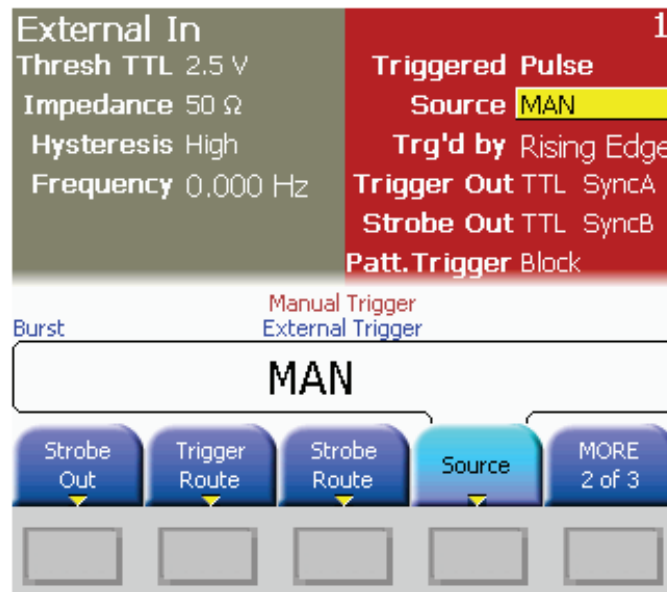 External In
Thresh TTL 2.5 V
Impedance 50 Ω
Hysteresis High
Frequency 0.000 Hz
1
Triggered Pulse
Source MAN
Trg'd by Rising Edge
Trigger Out TTL SyncA
Strobe Out TTL SyncB
Patt.Trigger Block
Manual Trigger
Burst External Trigger
MAN
Strobe Out
Trigger Route
Strobe Route
Source
MORE 2 of 3